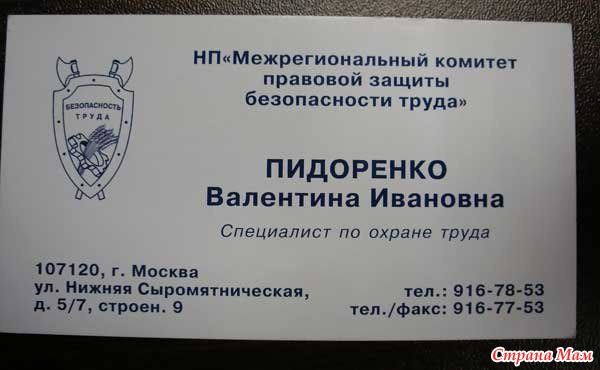 НП«Межрегиональный комитет
правовой защиты
безопасности труда»
БЕЗОПАСНОСТЬ
ТРУДА
ПИДОРЕНКО
Валентина Ивановна
Специалист по охране труда
107120, г. Москва
ул. Нижняя Сыромятническая,
д. 5/7, строен. 9
тел.: 916-78-53
тел./факс: 916-77-53
Страна Мам